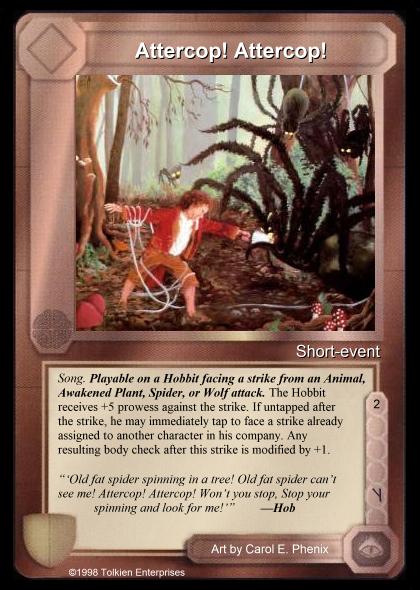 Attercop! Attercop!
Short-event
Song. Playable on a Hobbit facing a strike from an Animal,
Awakened Plant, Spider, or Wolf attack. The Hobbit
receives +5 prowess against the strike. If untapped after
the strike, he may immediately tap to face a strike already
assigned to another character in his company. Any
resulting body check after this strike is modified by +1.
2
“‘Old fat spider spinning in a tree! Old fat spider can’t
see me! Attercop! Attercop! Won’t you stop, Stop your
spinning and look for me!’” —Hob
Art by Carol E. Phenix
©1998 Tolkien Enterprises